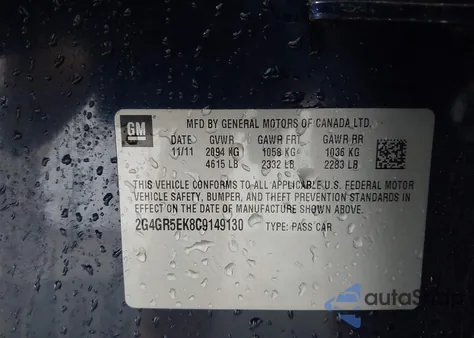 GM
MFD BY GENERAL MOTORS OF CANADA LTD.
DATE GVWR GAWR FRT GAWR RR
11/11 2094 KG 1058 KG 1036 KG
4615 LB 2332 LB 2283 LB
THIS VEHICLE CONFORMS TO ALL APPLICABLE U.S. FEDERAL MOTOR
VEHICLE SAFETY, BUMPER, AND THEFT PREVENTION STANDARDS IN
EFFECT ON THE DATE OF MANUFACTURE SHOWN ABOVE.
2G4GR5EK8C9149130 TYPE: PASS CAR